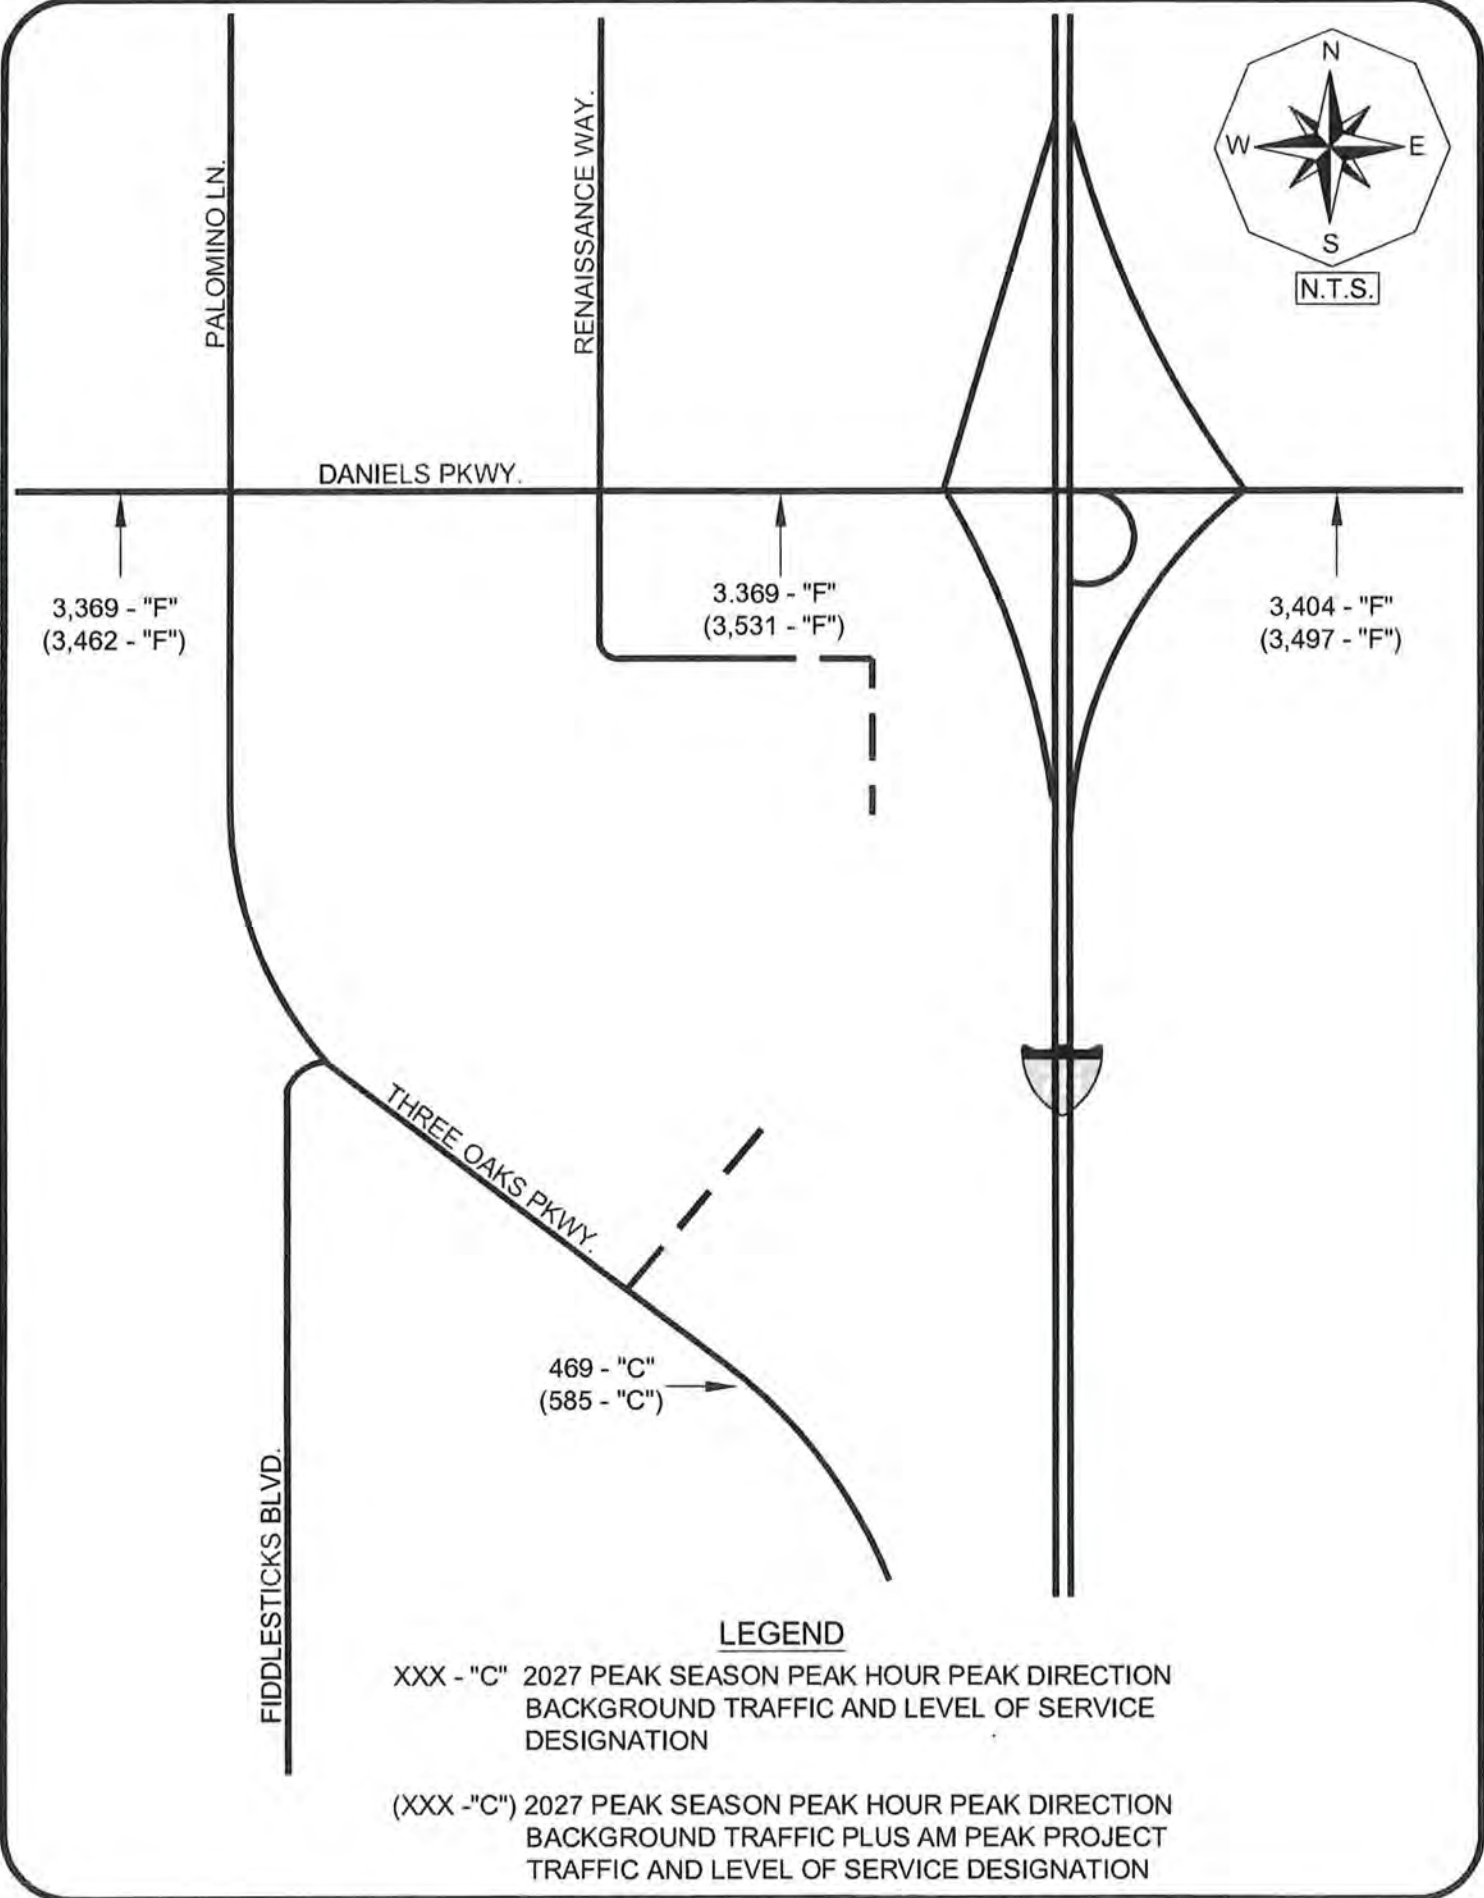 N
W
E
S
N.T.S.
PALOMINO LN.
RENAISSANCE WAY.
DANIELS PKWY.
3,369 - "F"
(3,462 - "F")
3.369 - "F"
(3,531 - "F")
3,404 - "F"
(3,497 - "F")
THREE OAKS PKWY.
469 - "C"
(585 - "C")
FIDDLESTICKS BLVD.
LEGEND
XXX - "C" 2027 PEAK SEASON PEAK HOUR PEAK DIRECTION
BACKGROUND TRAFFIC AND LEVEL OF SERVICE
DESIGNATION
(XXX -"C") 2027 PEAK SEASON PEAK HOUR PEAK DIRECTION
BACKGROUND TRAFFIC PLUS AM PEAK PROJECT
TRAFFIC AND LEVEL OF SERVICE DESIGNATION